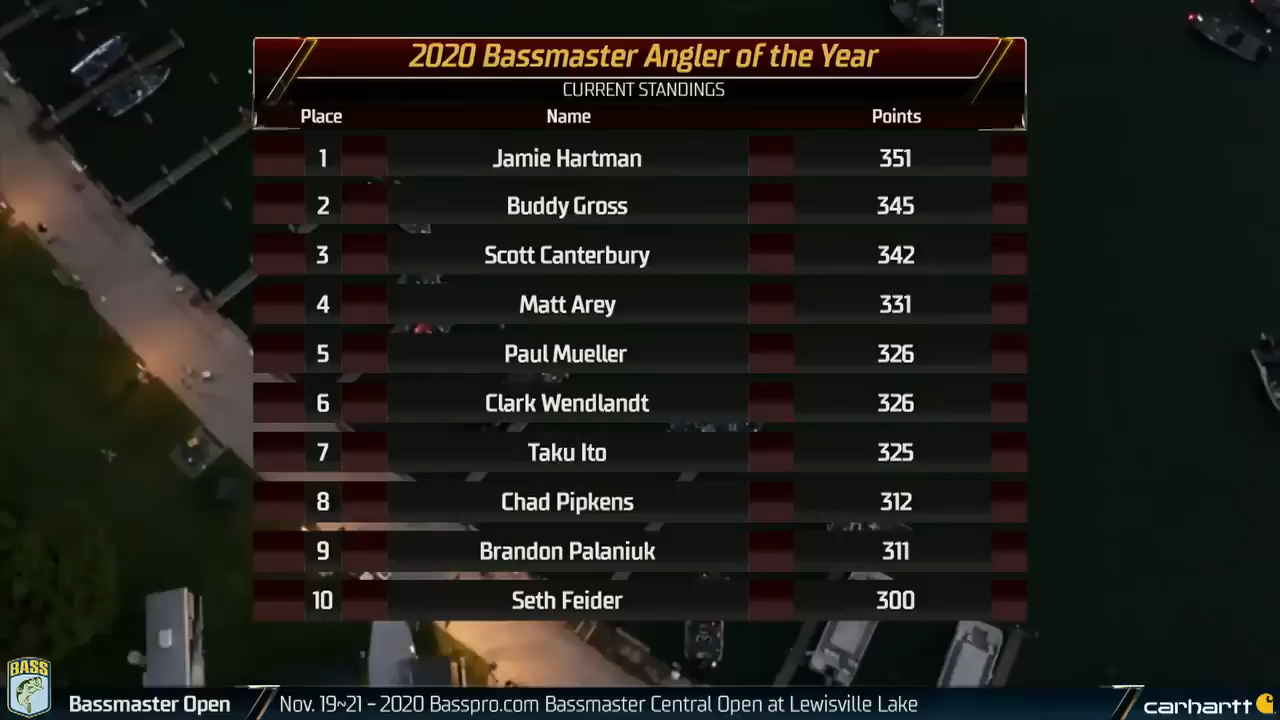 2020 Bassmaster Angler of the Year
CURRENT STANDINGS
Place Name Points
1 Jamie Hartman 351
2 Buddy Gross 345
3 Scott Canterbury 342
4 Matt Arey 331
5 Paul Mueller 326
6 Clark Wendlandt 326
7 Taku Ito 325
8 Chad Pipkens 312
9 Brandon Palaniuk 311
10 Seth Feider 300
BASS
Bassmaster Open Nov. 19~21 - 2020 Basspro.com Bassmaster Central Open at Lewisville Lake carhartt